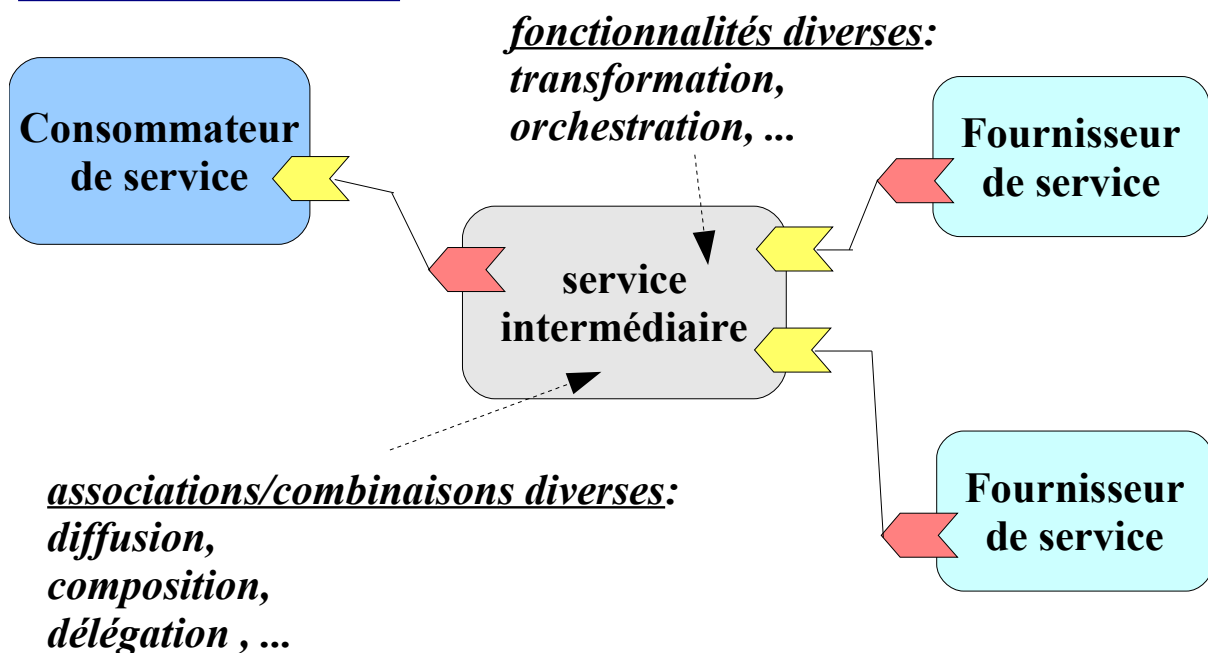 fonctionnalités diverses:
transformation,
orchestration, ...
Consommateur
de service
Fournisseur
de service
service
intermédiaire
associations/combinaisons diverses:
diffusion,
composition,
délégation , ...
Fournisseur
de service